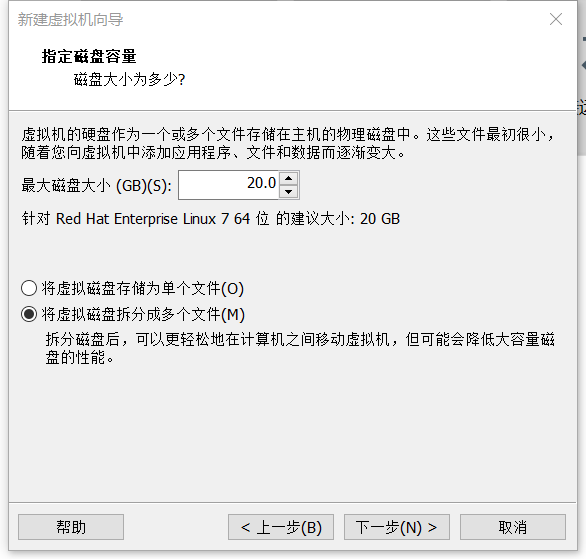 新建虚拟机向导
指定磁盘容量
磁盘大小为多少?
虚拟机的硬盘作为一个或多个文件存储在主机的物理磁盘中。这些文件最初很小，
随着您向虚拟机中添加应用程序、文件和数据而逐渐变大。
最大磁盘大小 (GB)(S): 20.0
针对 Red Hat Enterprise Linux 7 64 位 的建议大小: 20 GB
将虚拟磁盘存储为单个文件(O)
将虚拟磁盘拆分成多个文件(M)
拆分磁盘后，可以更轻松地在计算机之间移动虚拟机，但可能会降低大容量磁
盘的性能。
帮助 < 上一步(B) 下一步(N) > 取消